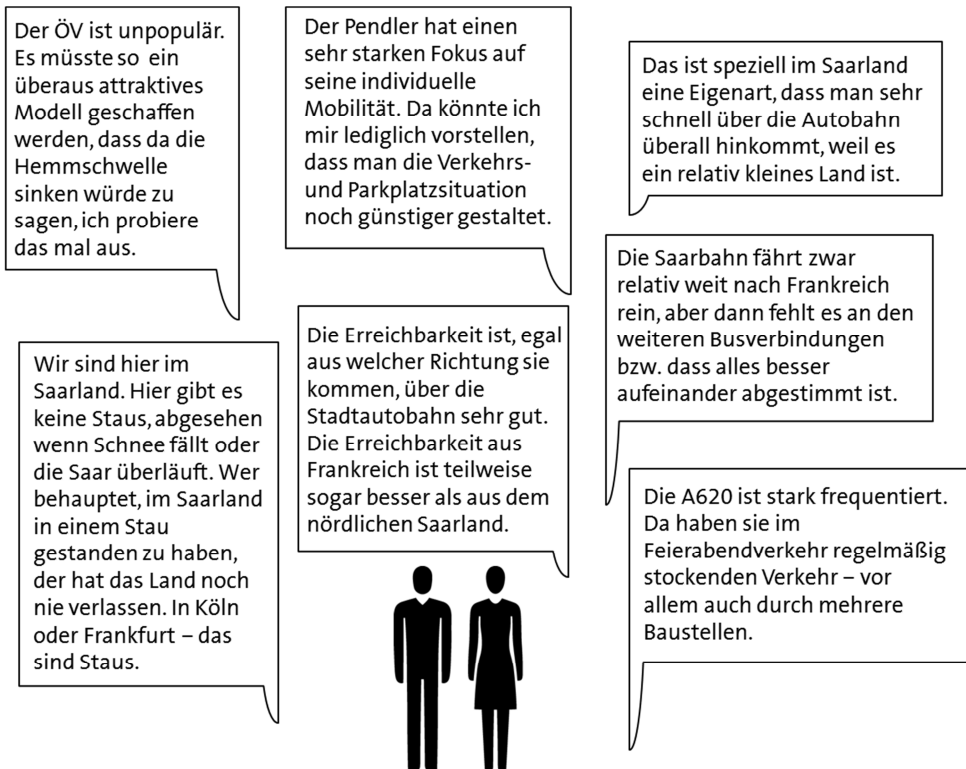 Der ÖV ist unpopulär.
Es müsste so ein
überaus attraktives
Modell geschaffen
werden, dass da die
Hemmschwelle
sinken würde zu
sagen, ich probiere
das mal aus.
Der Pendler hat einen
sehr starken Fokus auf
seine individuelle
Mobilität. Da könnte ich
mir lediglich vorstellen,
dass man die Verkehrs-
und Parkplatzsituation
noch günstiger gestaltet.
Das ist speziell im Saarland
eine Eigenart, dass man sehr
schnell über die Autobahn
überall hinkommt, weil es
ein relativ kleines Land ist.
Die Saarbahn fährt zwar
relativ weit nach Frankreich
rein, aber dann fehlt es an den
weiteren Busverbindungen
bzw. dass alles besser
aufeinander abgestimmt ist.
Wir sind hier im
Saarland. Hier gibt es
keine Staus, abgesehen
wenn Schnee fällt oder
die Saar überläuft. Wer
behauptet, im Saarland
in einem Stau
gestanden zu haben,
der hat das Land noch
nie verlassen. In Köln
oder Frankfurt – das
sind Staus.
Die Erreichbarkeit ist, egal
aus welcher Richtung sie
kommen, über die
Stadtautobahn sehr gut.
Die Erreichbarkeit aus
Frankreich ist teilweise
sogar besser als aus dem
nördlichen Saarland.
Die A620 ist stark frequentiert.
Da haben sie im
Feierabendverkehr regelmäßig
stockenden Verkehr – vor
allem auch durch mehrere
Baustellen.